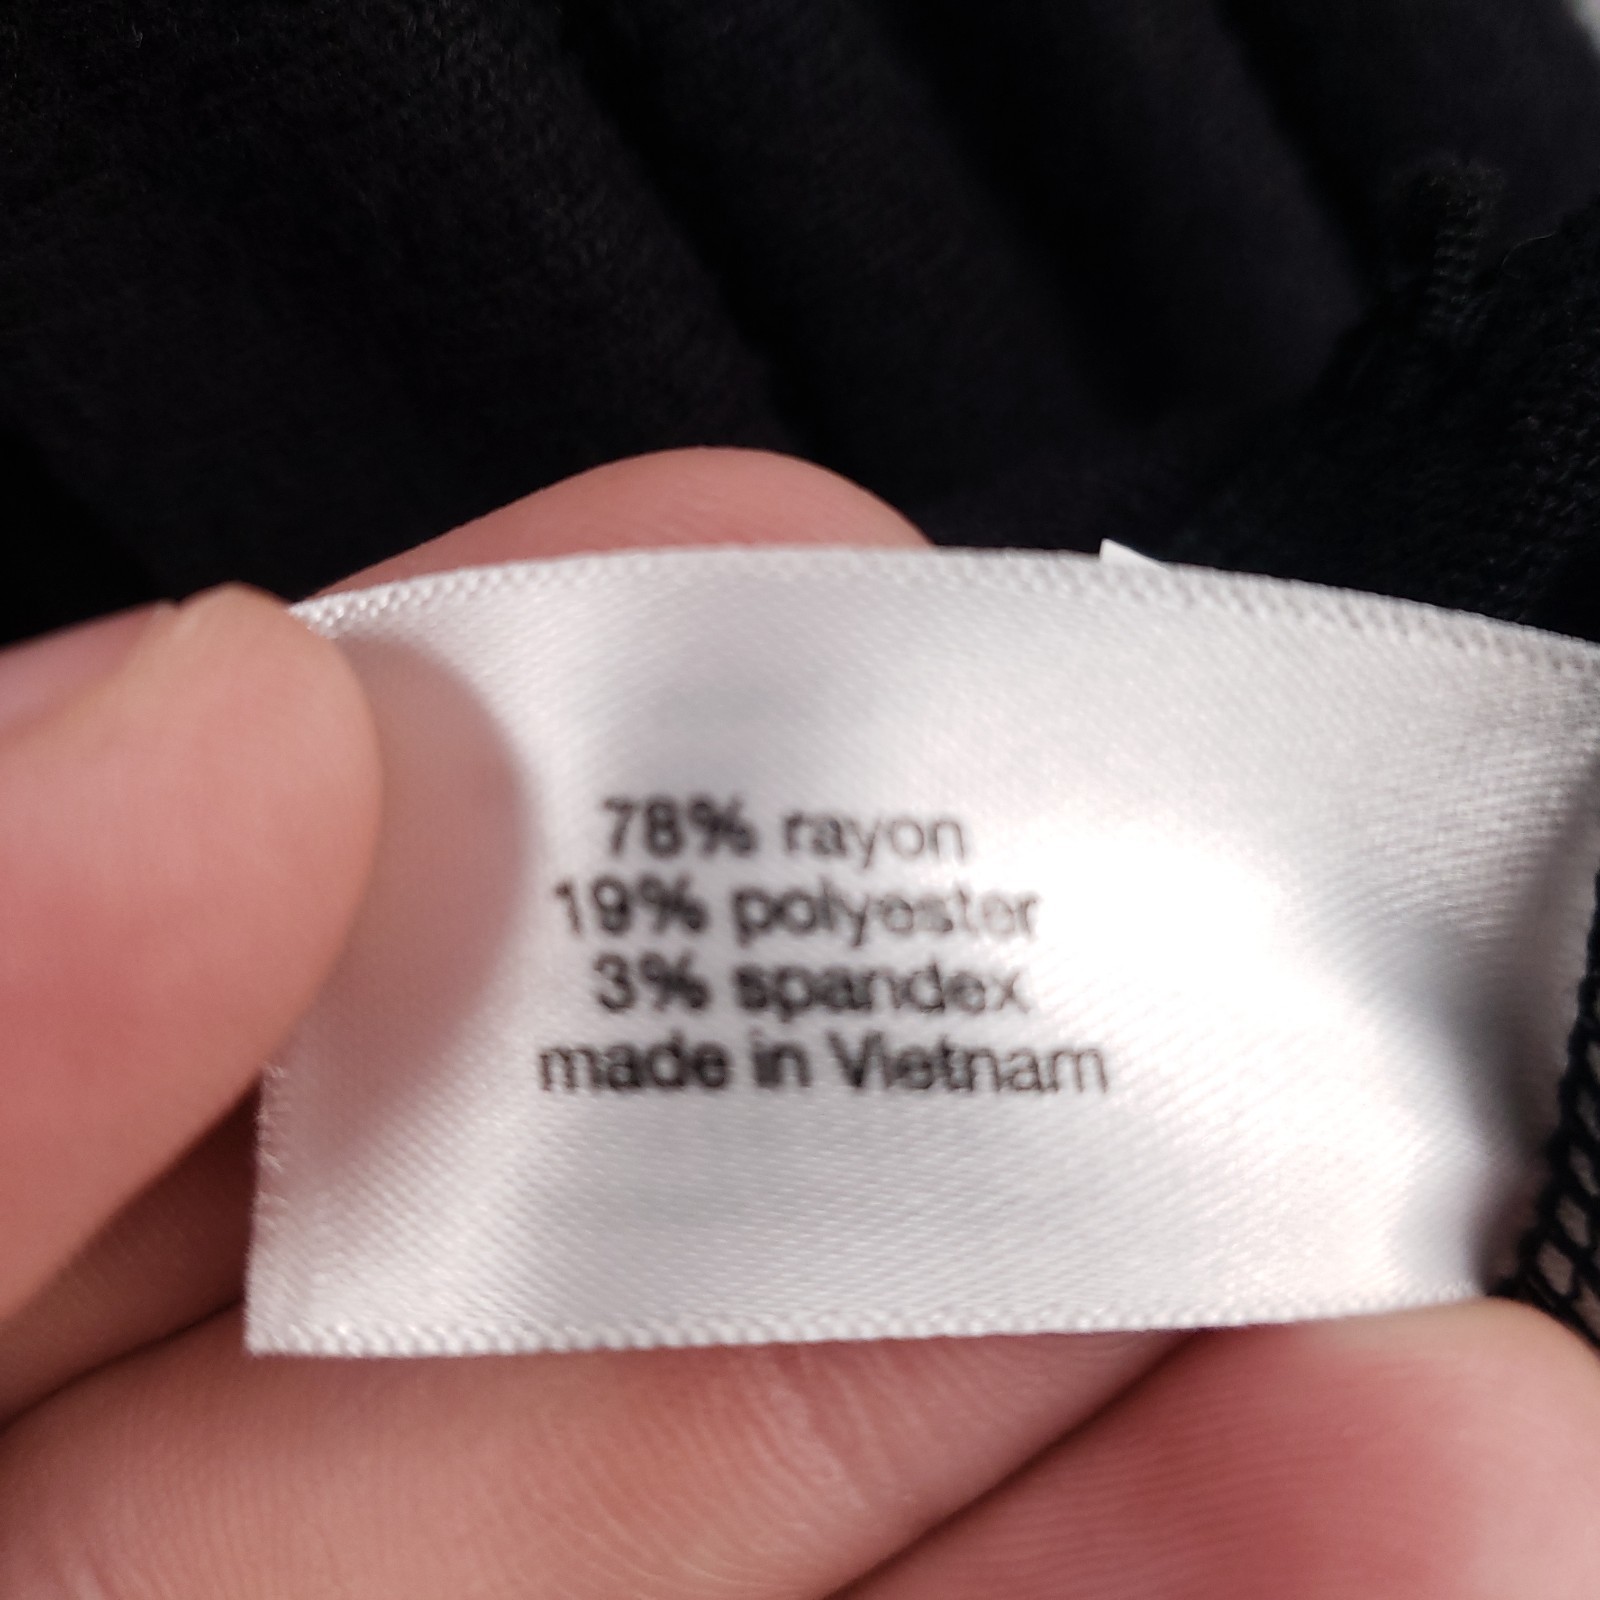 78% rayon
19% polyester
3% spandex
made in Vietnam